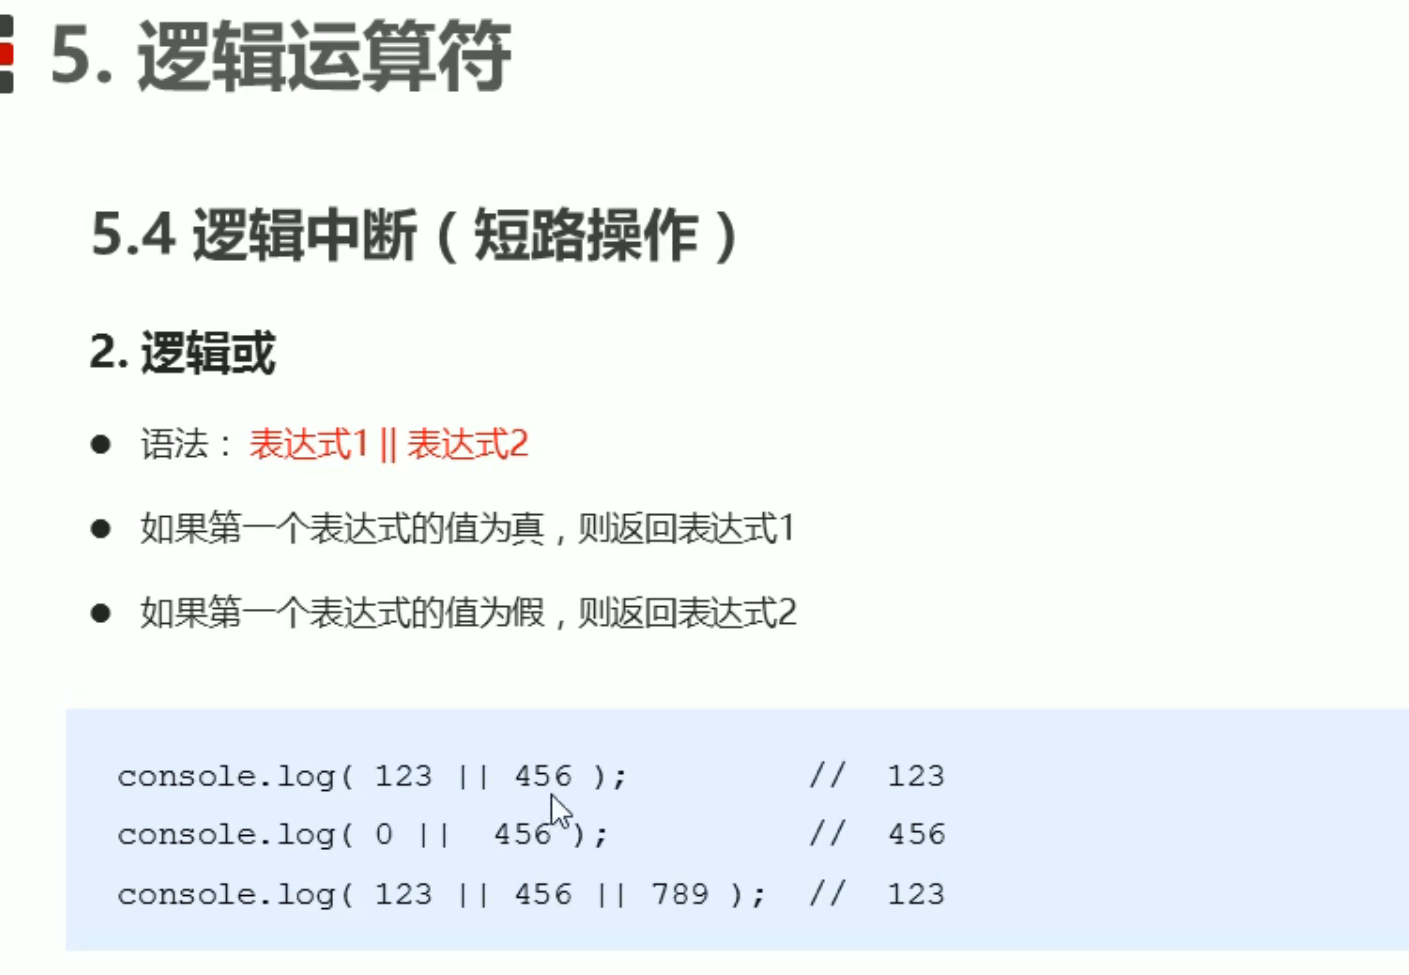 5. 逻辑运算符
5.4 逻辑中断（短路操作）
2. 逻辑或
● 语法： 表达式1 || 表达式2
● 如果第一个表达式的值为真，则返回表达式1
● 如果第一个表达式的值为假，则返回表达式2
console.log( 123 || 456 ); // 123
console.log( 0 ||  456 ); // 456
console.log( 123 || 456 || 789 ); // 123